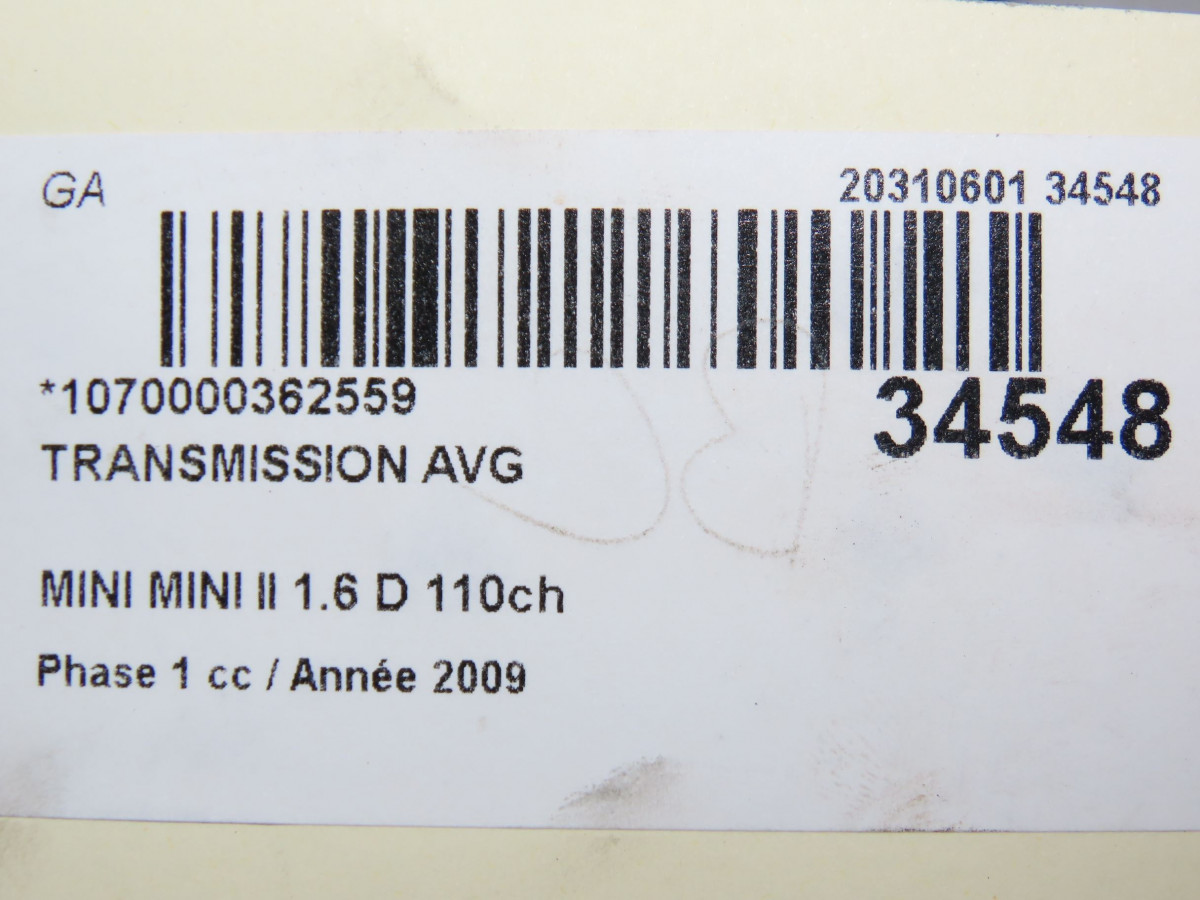 GA 20310601 34548
*1070000362559 34548
TRANSMISSION AVG
MINI MINI II 1.6 D 110ch
Phase 1 cc / Année 2009